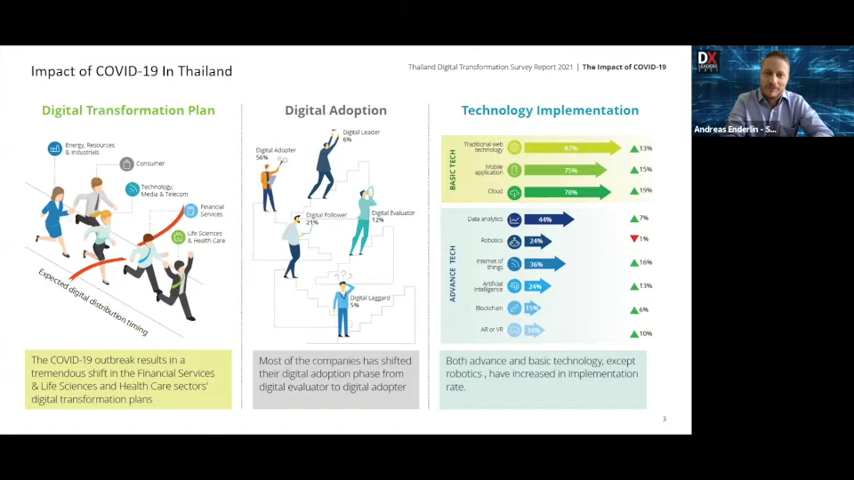 Impact of COVID-19 In Thailand
Thailand Digital Transformation Survey Report 2021 | The Impact of COVID-19
Digital Transformation Plan
Energy, Resources
& Industrials
Consumer
Technology,
Media & Telecom
Financial
Services
Life Sciences
& Health Care
Expected digital distribution timing
The COVID-19 outbreak results in a
tremendous shift in the Financial Services
& Life Sciences and Health Care sectors'
digital transformation plans
Digital Adoption
Digital Leader
6%
Digital Adopter
56%
Digital Follower
21%
Digital Evaluator
12%
Digital Laggard
5%
Most of the companies has shifted
their digital adoption phase from
digital evaluator to digital adopter
Technology Implementation
BASIC TECH
Traditional web
technology
13%
Mobile
application
75%
15%
Cloud
78%
19%
ADVANCE TECH
Data analytics
44%
7%
Robotics
24%
1%
Internet of
things
36%
16%
Artificial
intelligence
24%
13%
Blockchain
15%
6%
AR or VR
10%
Both advance and basic technology, except
robotics , have increased in implementation
rate.
3
DX
LEADERS
Andreas Enderlin - S...